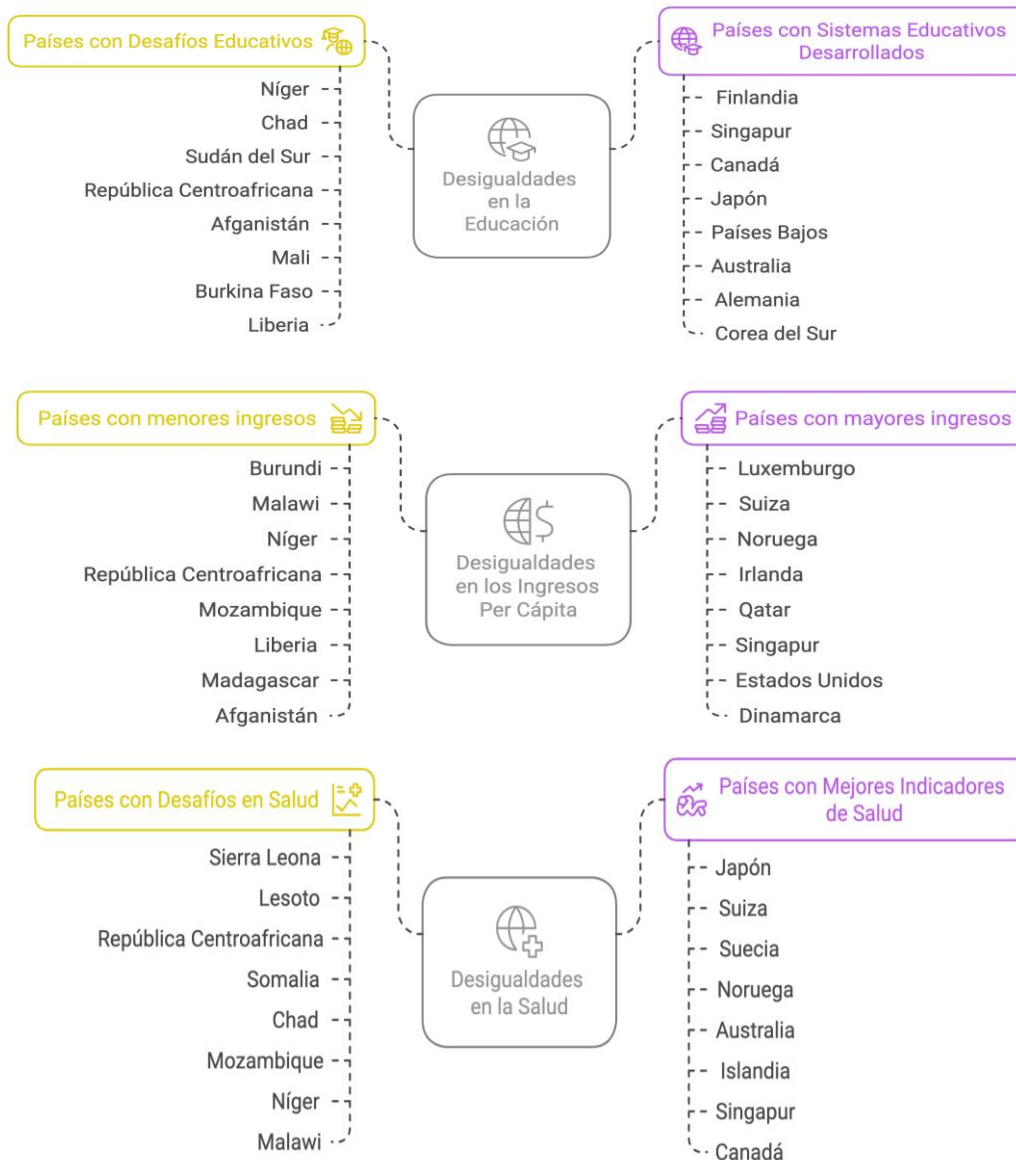 Países con Desafíos Educativos
Níger
Chad
Sudán del Sur
República Centroafricana
Afganistán
Mali
Burkina Faso
Liberia
Desigualdades
en la
Educación
Países con Sistemas Educativos
Desarrollados
Finlandia
Singapur
Canadá
Japón
Países Bajos
Australia
Alemania
Corea del Sur
Países con menores ingresos
Burundi
Malawi
Níger
República Centroafricana
Mozambique
Liberia
Madagascar
Afganistán
Desigualdades
en los Ingresos
Per Cápita
Países con mayores ingresos
Luxemburgo
Suiza
Noruega
Irlanda
Qatar
Singapur
Estados Unidos
Dinamarca
Países con Desafíos en Salud
Sierra Leona
Lesoto
República Centroafricana
Somalia
Chad
Mozambique
Níger
Malawi
Desigualdades
en la Salud
Países con Mejores Indicadores
de Salud
Japón
Suiza
Suecia
Noruega
Australia
Islandia
Singapur
Canadá